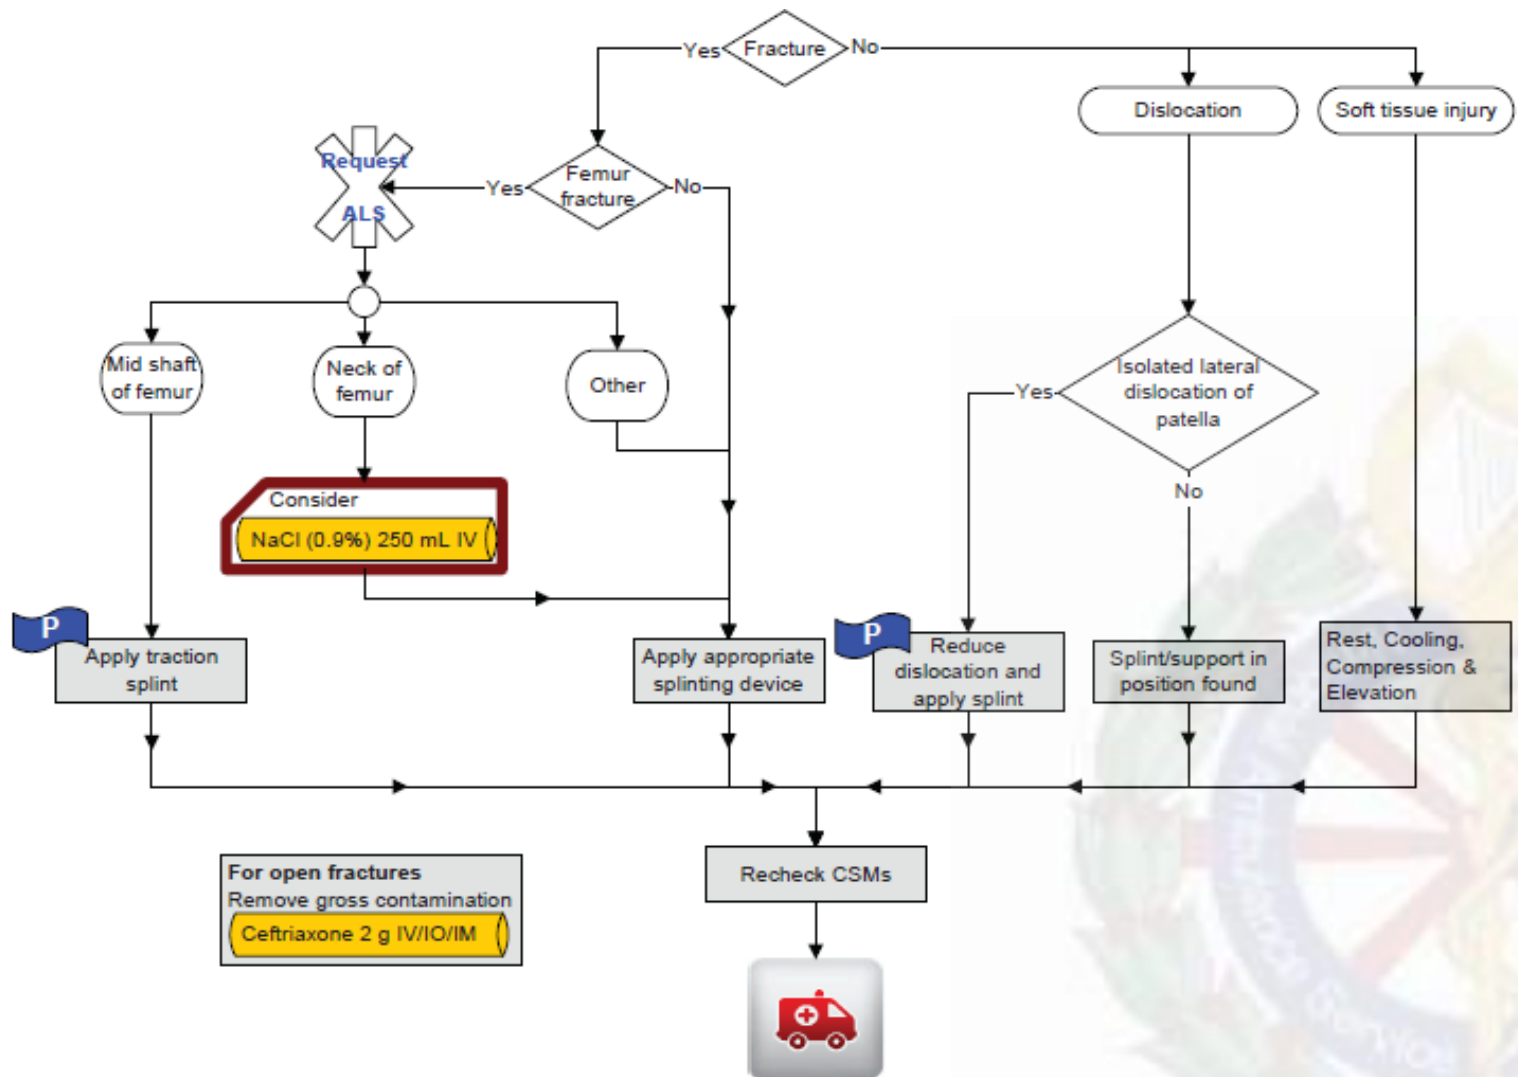 Yes
Fracture
No
Dislocation
Soft tissue injury
Request
ALS
Yes
Femur
fracture
No
Mid shaft
of femur
Neck of
femur
Other
Isolated lateral
dislocation of
patella
Yes
No
Consider
NaCl (0.9%) 250 mL IV
P
Apply traction
splint
Apply appropriate
splinting device
P
Reduce
dislocation and
apply splint
Splint/support in
position found
Rest, Cooling,
Compression &
Elevation
For open fractures
Remove gross contamination
Ceftriaxone 2 g IV/IO/IM
Recheck CSMs